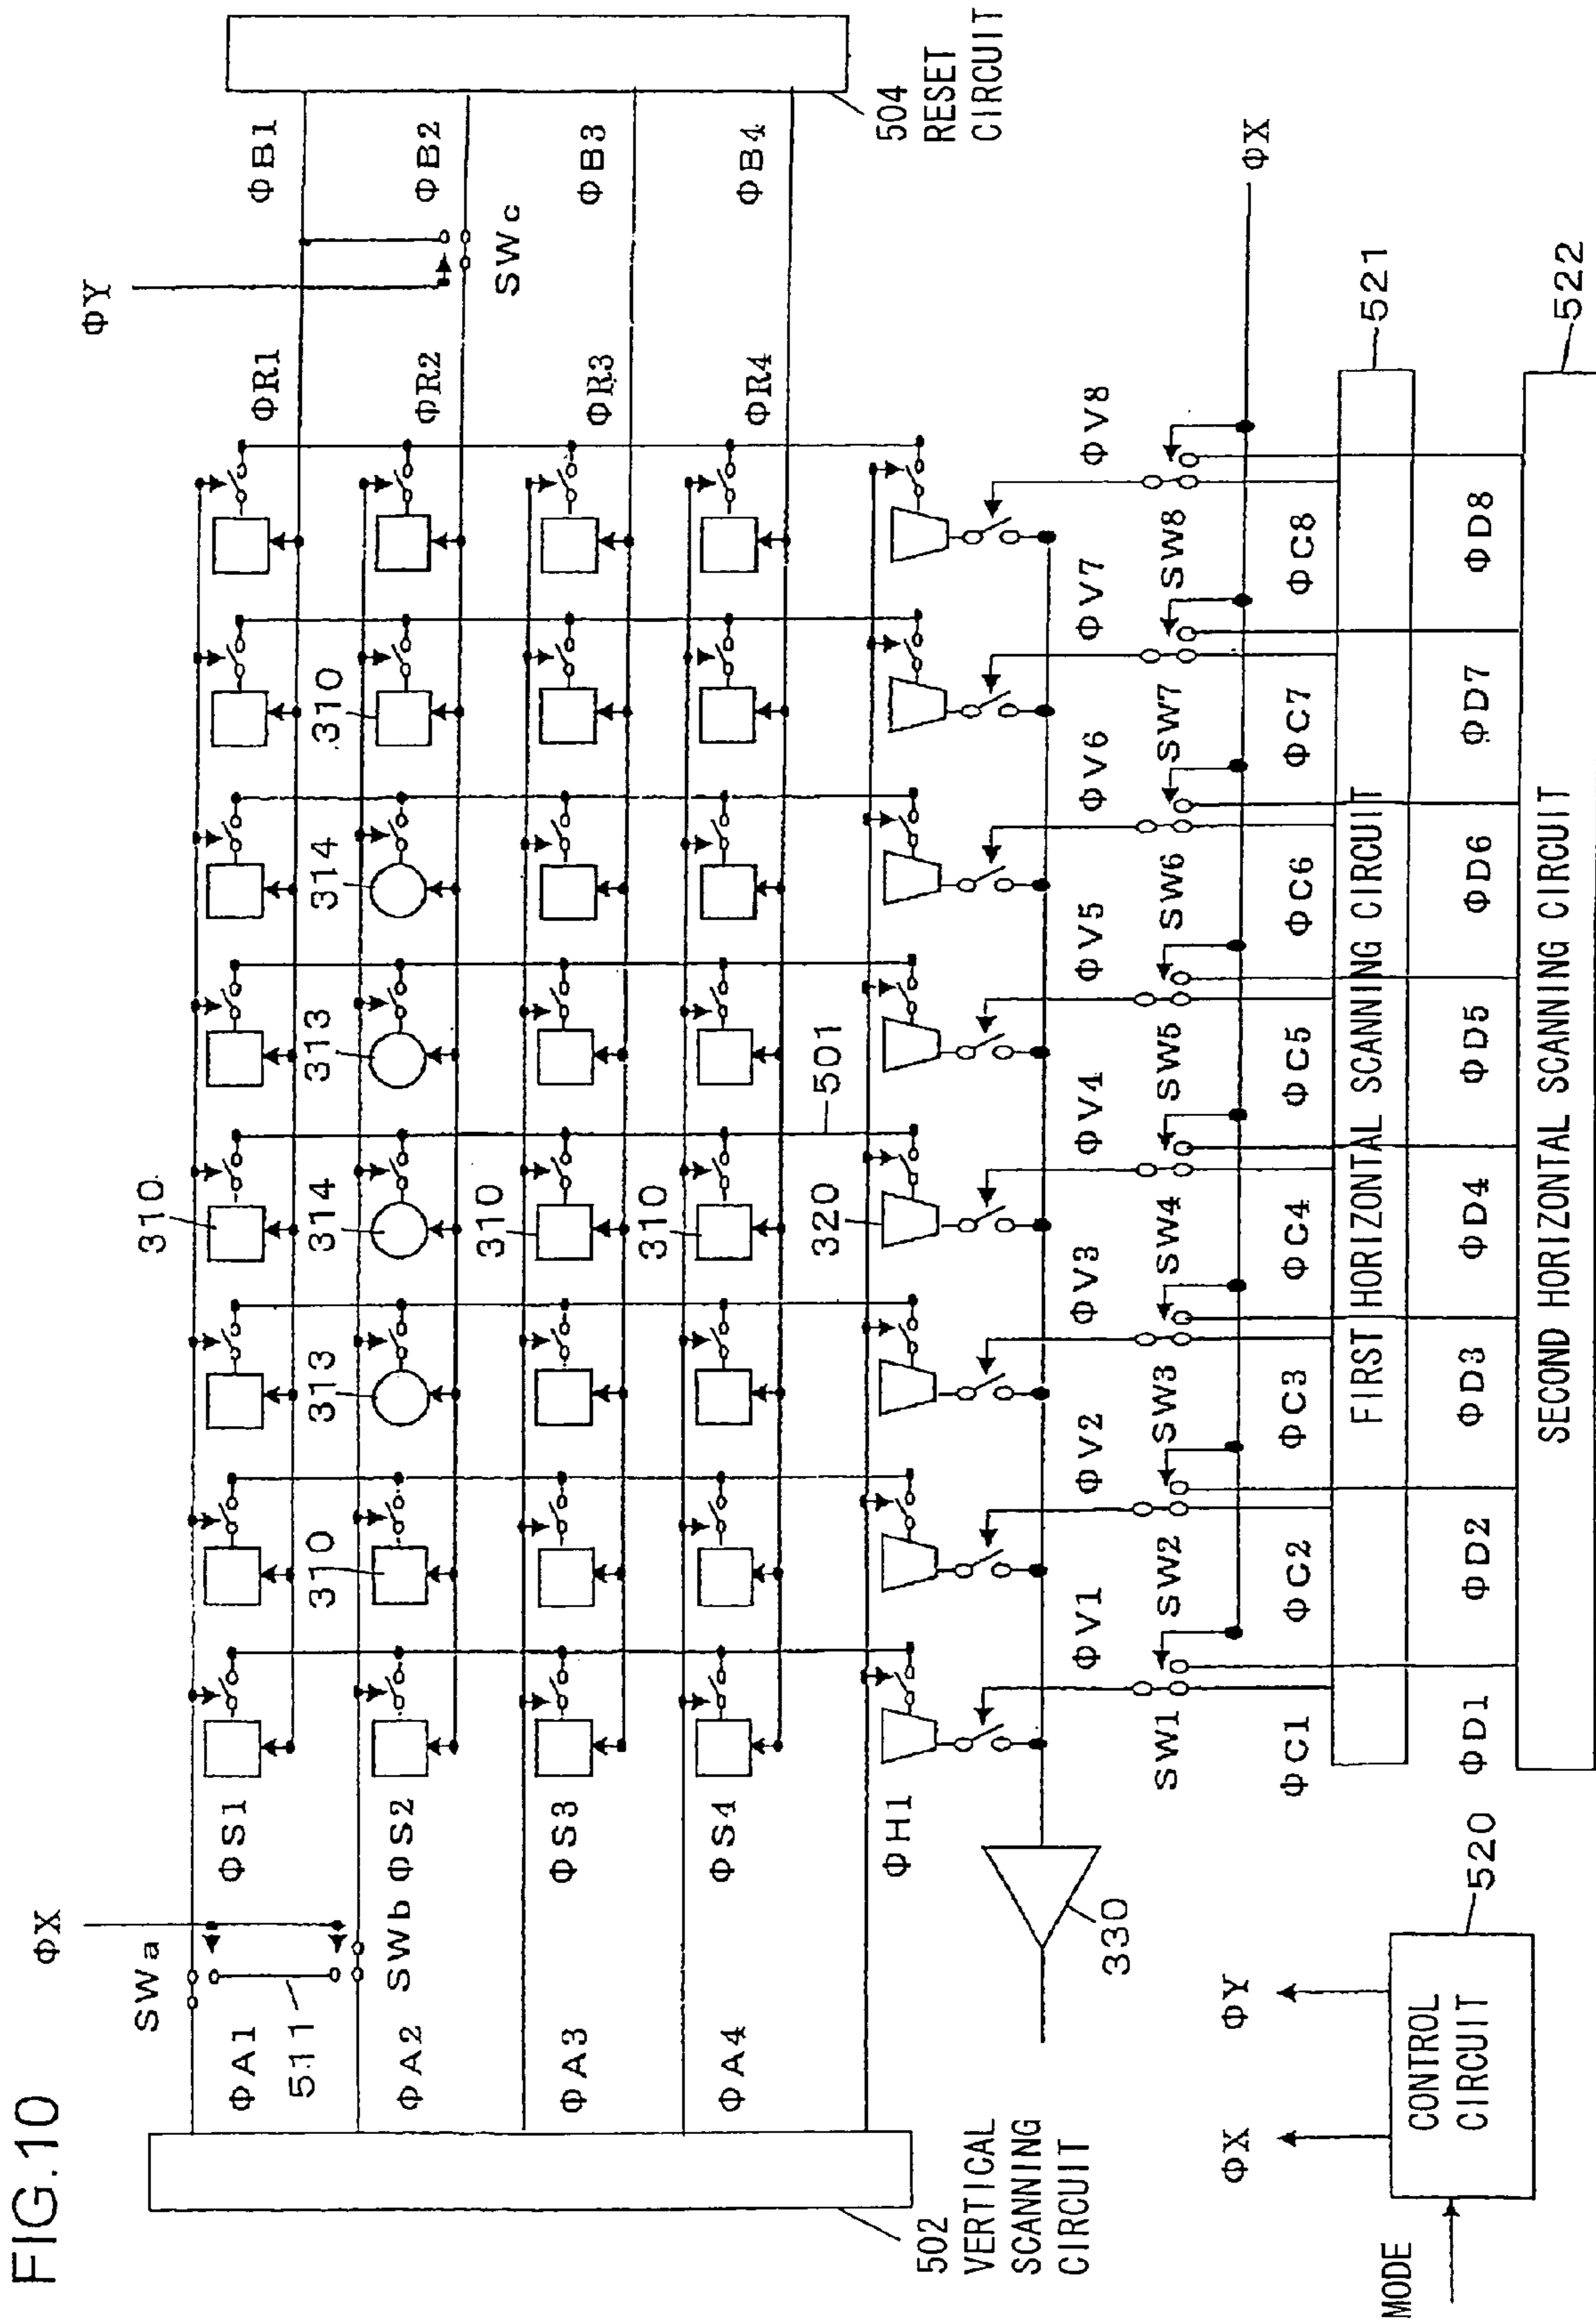 FIG.10
ΦX
ΦY
SWa
ΦA1
511
ΦA2
SWb
ΦS1
ΦS2
ΦA3
ΦS3
ΦA4
ΦS4
ΦH1
310
310
313
314
310
310
313
314
310
501
320
ΦR1
ΦR2
ΦR3
ΦR4
ΦB1
ΦB2
SWc
ΦB3
ΦB4
504
RESET
CIRCUIT
502
VERTICAL
SCANNING
CIRCUIT
330
ΦV1
ΦV2
ΦV3
ΦV4
ΦV5
ΦV6
ΦV7
ΦV8
SW1
SW2
SW3
SW4
SW5
SW6
SW7
SW8
ΦX
ΦC1
ΦC2
ΦC3
ΦC4
ΦC5
ΦC6
ΦC7
ΦC8
FIRST HORIZONTAL SCANNING CIRCUIT
521
ΦD1
ΦD2
ΦD3
ΦD4
ΦD5
ΦD6
ΦD7
ΦD8
SECOND HORIZONTAL SCANNING CIRCUIT
522
ΦX
ΦY
520
CONTROL
CIRCUIT
MODE